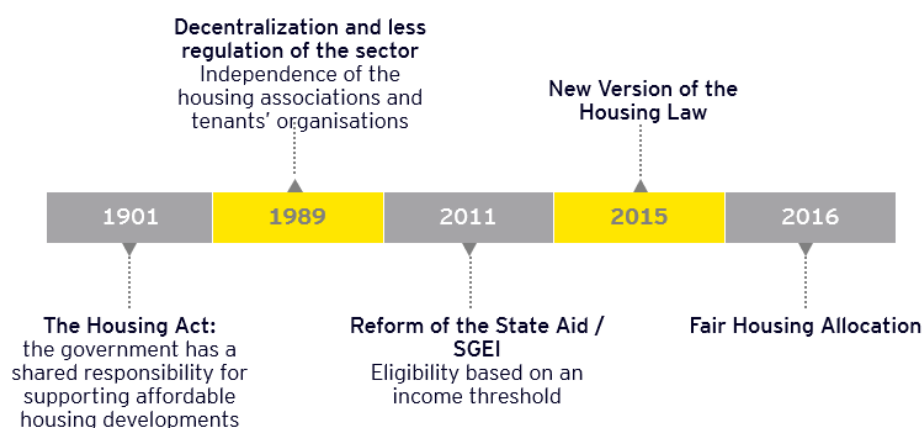 Decentralization and less
regulation of the sector
Independence of the
housing associations and
tenants' organisations
New Version of the
Housing Law
1901
1989
2011
2015
2016
The Housing Act:
the government has a
shared responsibility for
supporting affordable
housing developments
Reform of the State Aid /
SGEI
Eligibility based on an
income threshold
Fair Housing Allocation